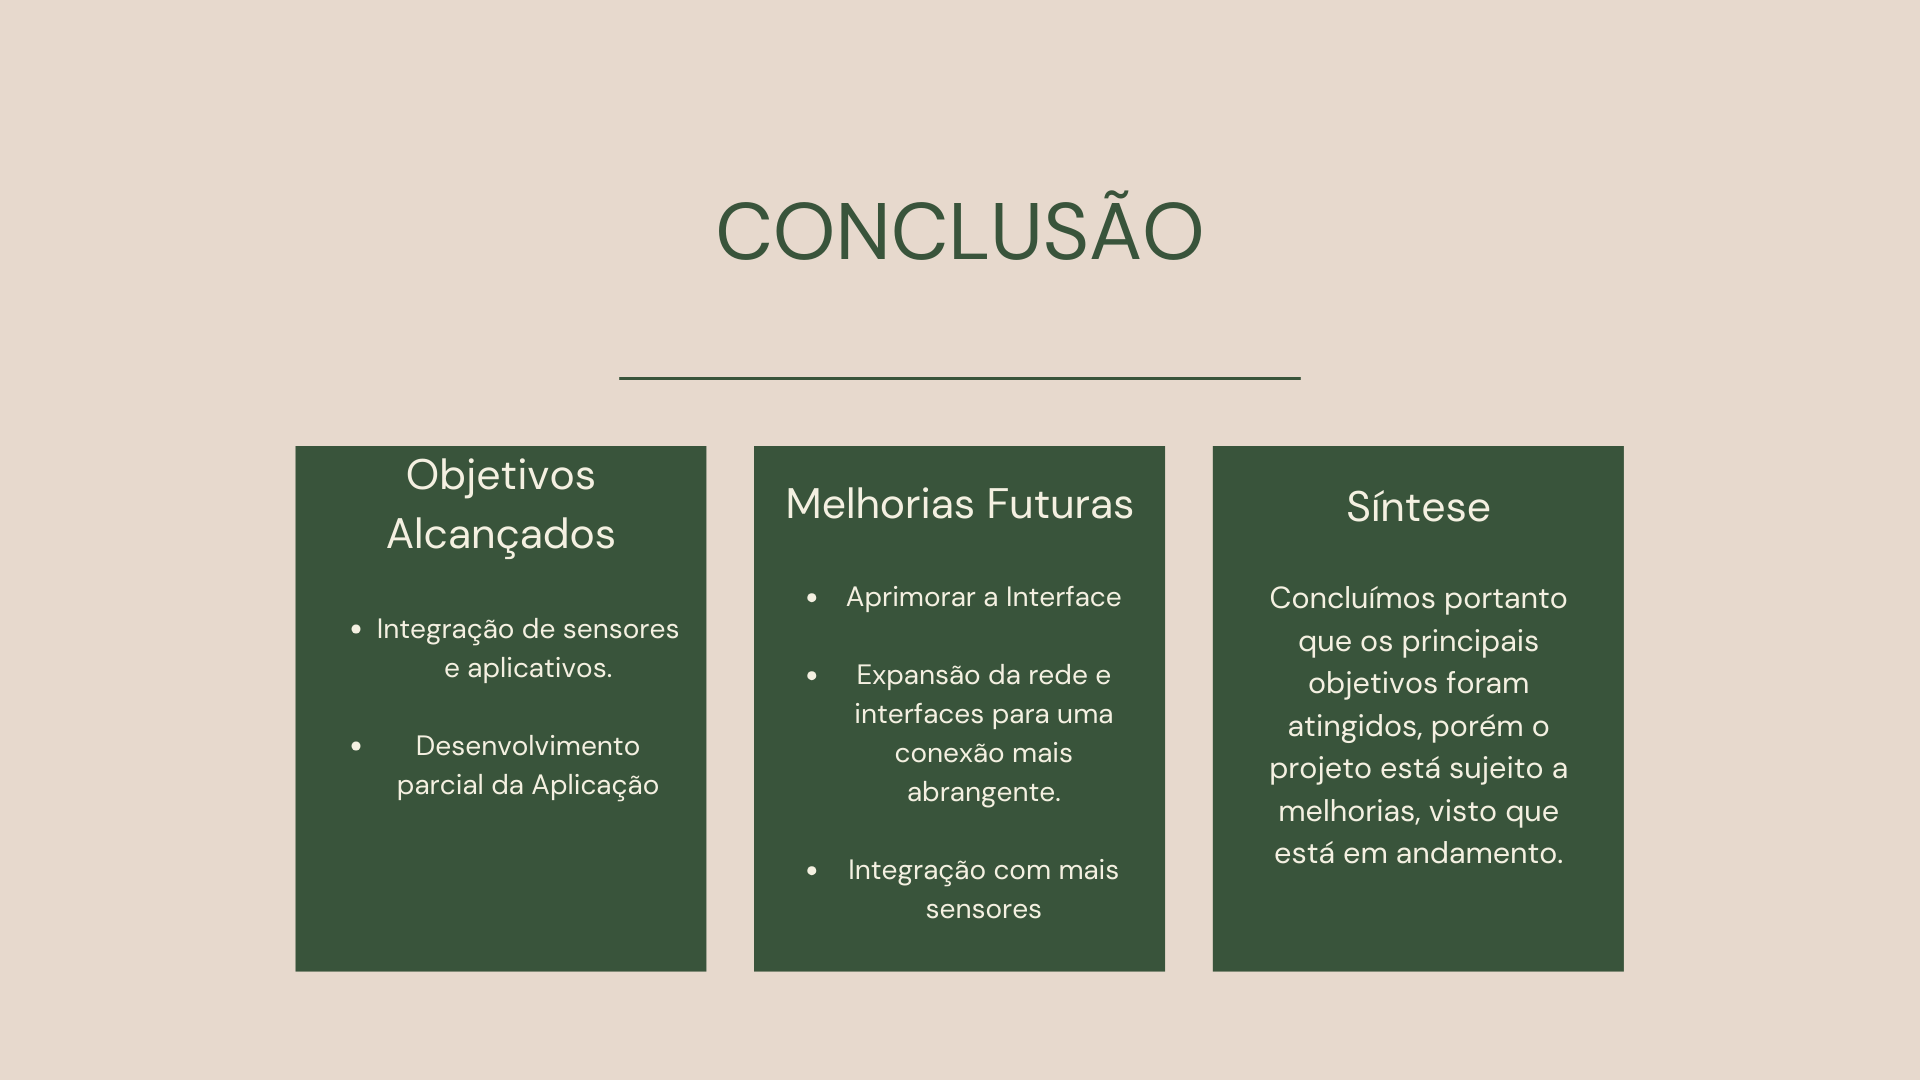 CONCLUSÃO
Objetivos
Alcançados
• Integração de sensores
e aplicativos.
• Desenvolvimento
parcial da Aplicação
Melhorias Futuras
• Aprimorar a Interface
• Expansão da rede e
interfaces para uma
conexão mais
abrangente.
• Integração com mais
sensores
Síntese
Concluímos portanto
que os principais
objetivos foram
atingidos, porém o
projeto está sujeito a
melhorias, visto que
está em andamento.